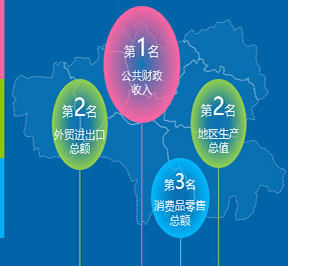 第1名
公共财政
收入
第2名
外贸进出口
总额
第2名
地区生产
总值
第3名
消费品零售
总额